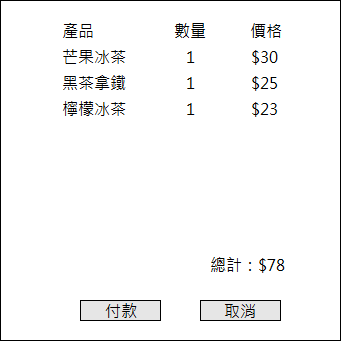 產品 數量 價格
芒果冰茶 1 $30
黑茶拿鐵 1 $25
檸檬冰茶 1 $23
總計：$78
付款 取消